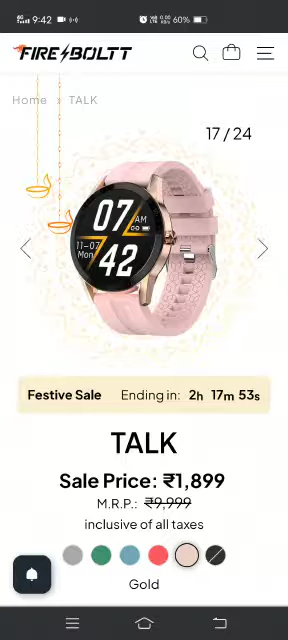 9:42
60%
FIRE BOLTT
Home » TALK
17 / 24
07 AM
11-07
Mon 42
Festive Sale Ending in: 2h 17m 53s
TALK
Sale Price: ₹1,899
M.R.P.: ₹9,999
inclusive of all taxes
Gold